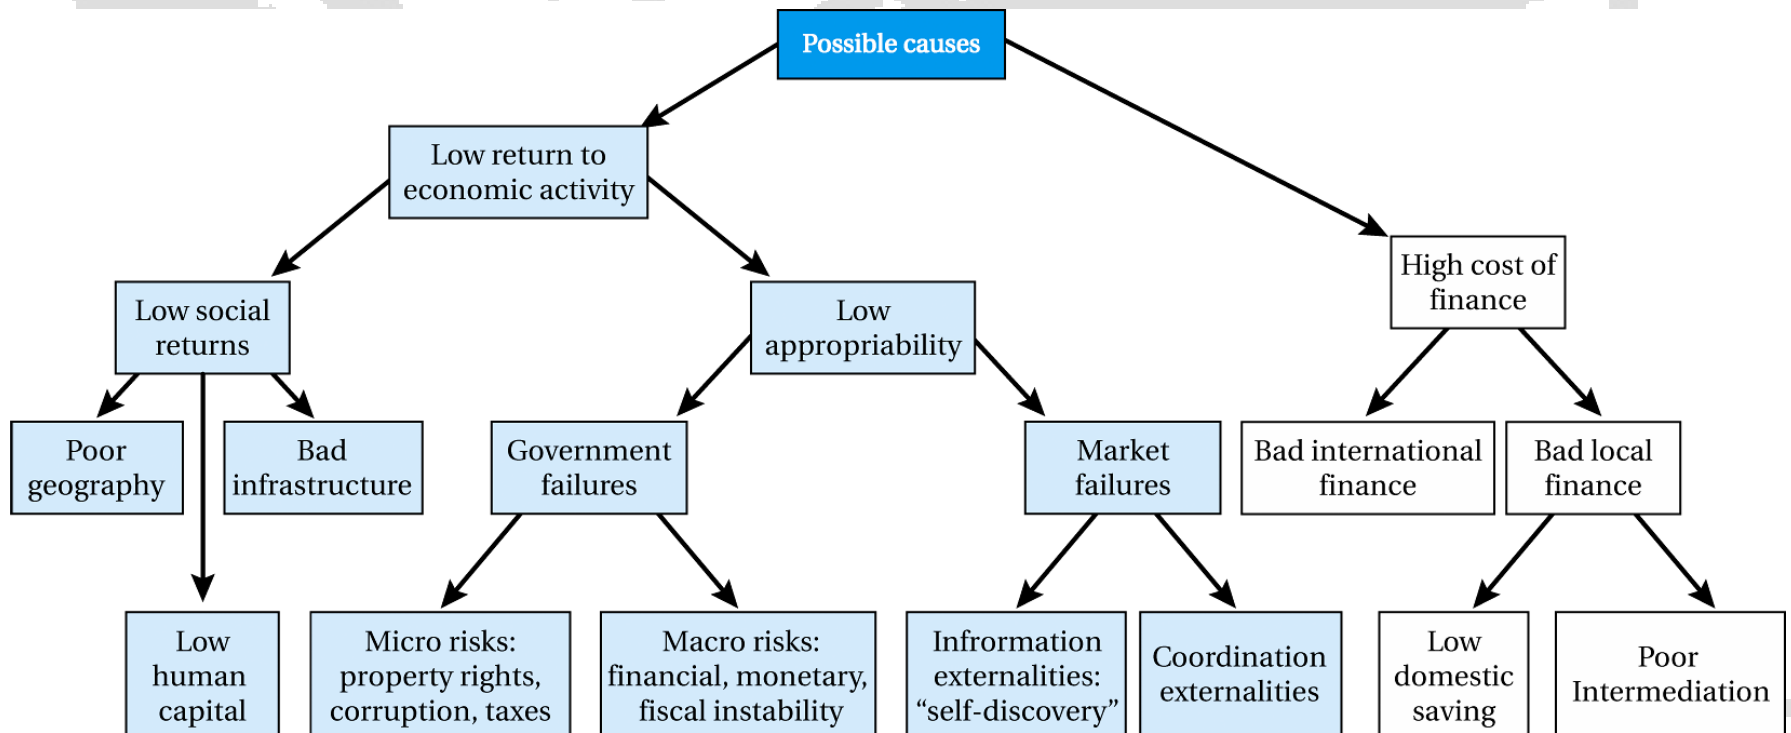 Possible causes
Low return to
economic activity
High cost of
finance
Low social
returns
Low
appropriability
Poor
geography
Bad
infrastructure
Government
failures
Market
failures
Bad international
finance
Bad local
finance
Low
human
capital
Micro risks:
property rights,
corruption, taxes
Macro risks:
financial, monetary,
fiscal instability
Infrormation
externalities:
“self-discovery”
Coordination
externalities
Low
domestic
saving
Poor
Intermediation